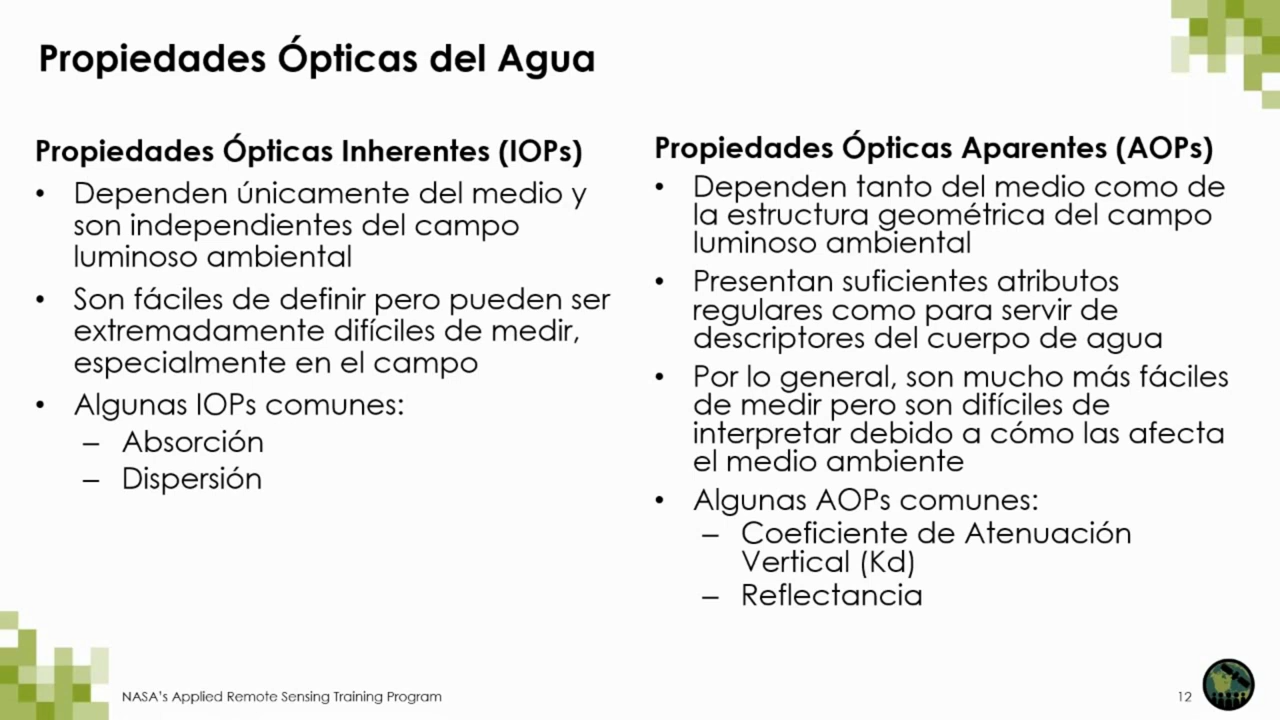 Propiedades Ópticas del Agua
Propiedades Ópticas Inherentes (IOPs)
• Dependen únicamente del medio y
son independientes del campo
luminoso ambiental
• Son fáciles de definir pero pueden ser
extremadamente difíciles de medir,
especialmente en el campo
• Algunas IOPs comunes:
– Absorción
– Dispersión
Propiedades Ópticas Aparentes (AOPs)
• Dependen tanto del medio como de
la estructura geométrica del campo
luminoso ambiental
• Presentan suficientes atributos
regulares como para servir de
descriptores del cuerpo de agua
• Por lo general, son mucho más fáciles
de medir pero son difíciles de
interpretar debido a cómo las afecta
el medio ambiente
• Algunas AOPs comunes:
– Coeficiente de Atenuación
Vertical (Kd)
– Reflectancia
NASA's Applied Remote Sensing Training Program
12